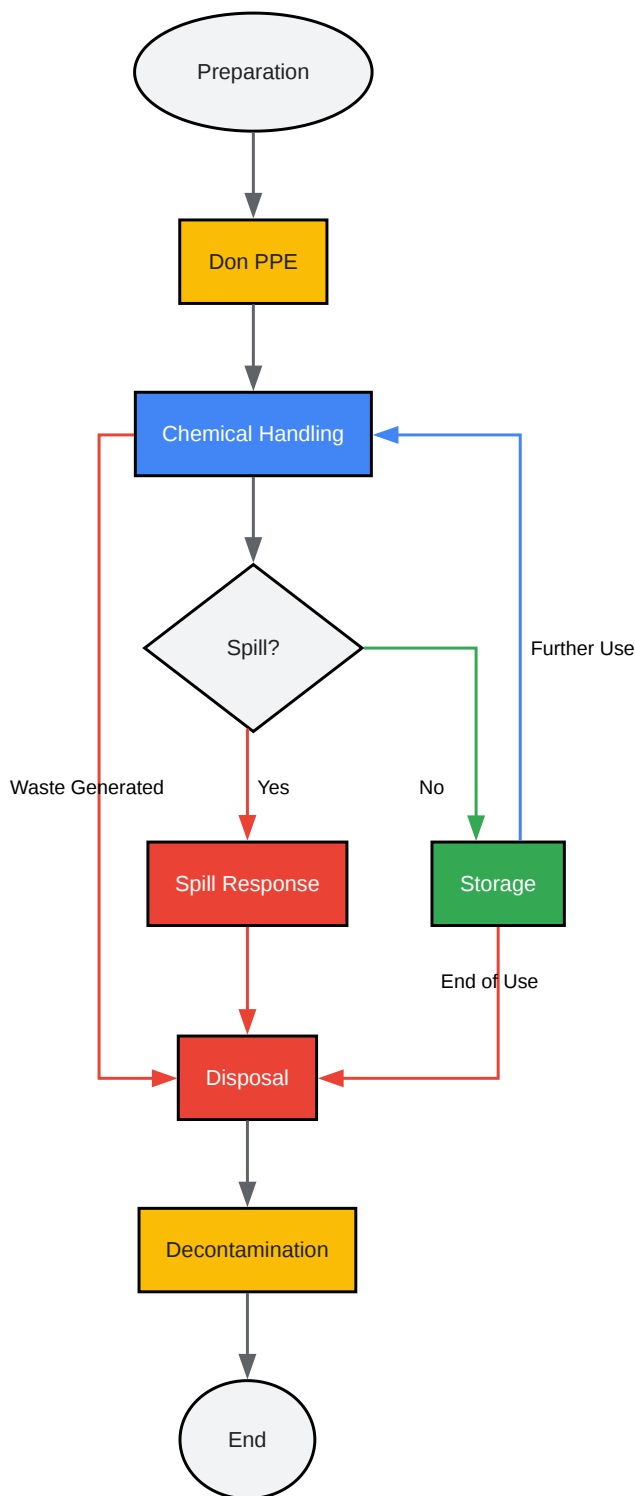 Preparation
Don PPE
Chemical Handling
Spill?
Further Use
Waste Generated
Yes
No
Spill Response
Storage
End of Use
Disposal
Decontamination
End